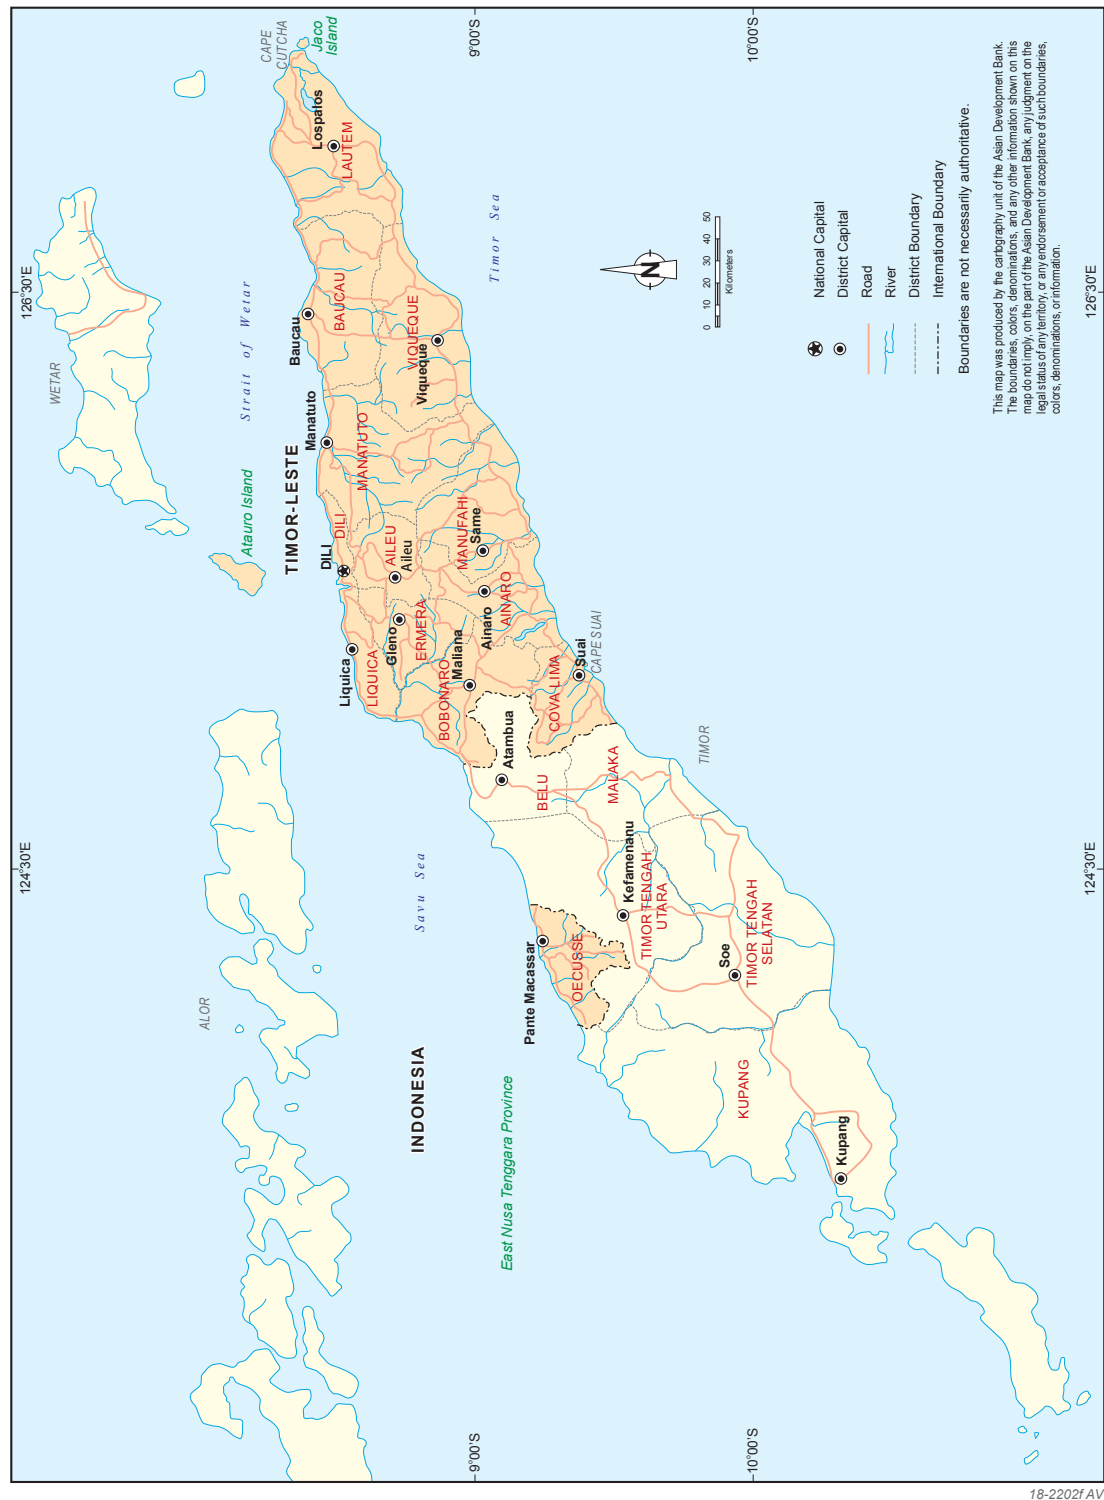 124°30'E
126°30'E
WETAR
ALOR
Strait of Wetar
Atauro Island
CAPE
CUTCHA
Jaco
Island
TIMOR-LESTE
DILI
DILI
Manatuto
MANATUTO
Baucau
BAUCAU
Lospalos
LAUTEM
Liquica
LIQUICA
Gleno
ERMERA
AILEU
Aileu
VIQUEQUE
Viqueque
9°00'S
9°00'S
Savu Sea
INDONESIA
East Nusa Tenggara Province
BOBONARO
Maliana
Ainaro
AINARO
MANUFAHI
Same
Timor Sea
Atambua
BELU
COVA LIMA
Suai
CAPE SUAI
MALAKA
Pante Macassar
OECUSSE
Kefamenanu
TIMOR TENGAH
UTARA
TIMOR
Soe
TIMOR TENGAH
SELATAN
KUPANG
Kupang
10°00'S
10°00'S
N
0 10 20 30 40 50
Kilometers
National Capital
District Capital
Road
River
District Boundary
International Boundary
Boundaries are not necessarily authoritative.
This map was produced by the cartography unit of the Asian Development Bank.
The boundaries, colors, denominations, and any other information shown on this
map do not imply, on the part of the Asian Development Bank, any judgment on the
legal status of any territory, or any endorsement or acceptance of such boundaries,
colors, denominations, or information.
124°30'E
126°30'E
18-2202f AV